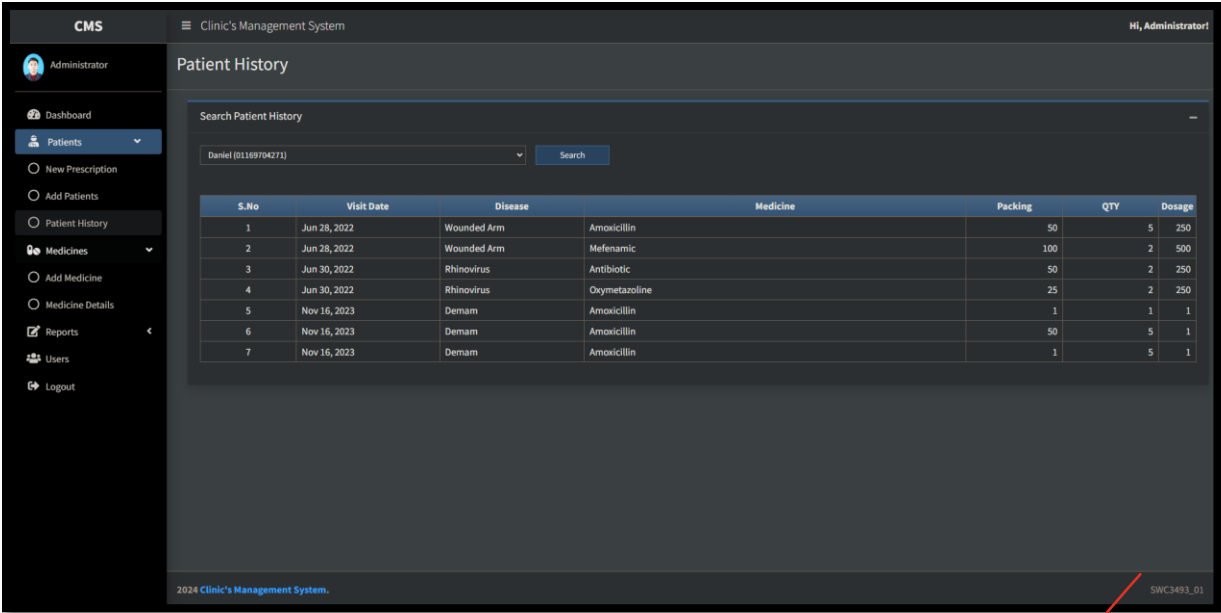 CMS
Clinic's Management System
Hi, Administrator!
Administrator
Patient History
Dashboard
Patients
New Prescription
Add Patients
Patient History
Medicines
Add Medicine
Medicine Details
Reports
Users
Logout
Search Patient History
Daniel (01169704271) Search
S.No Visit Date Disease Medicine Packing QTY Dosage
1 Jun 28, 2022 Wounded Arm Amoxicillin 50 5 250
2 Jun 28, 2022 Wounded Arm Mefenamic 100 2 500
3 Jun 30, 2022 Rhinovirus Antibiotic 50 2 250
4 Jun 30, 2022 Rhinovirus Oxymetazoline 25 2 250
5 Nov 16, 2023 Demam Amoxicillin 1 1 1
6 Nov 16, 2023 Demam Amoxicillin 50 5 1
7 Nov 16, 2023 Demam Amoxicillin 1 5 1
2024 Clinic's Management System.
SWC3493_01